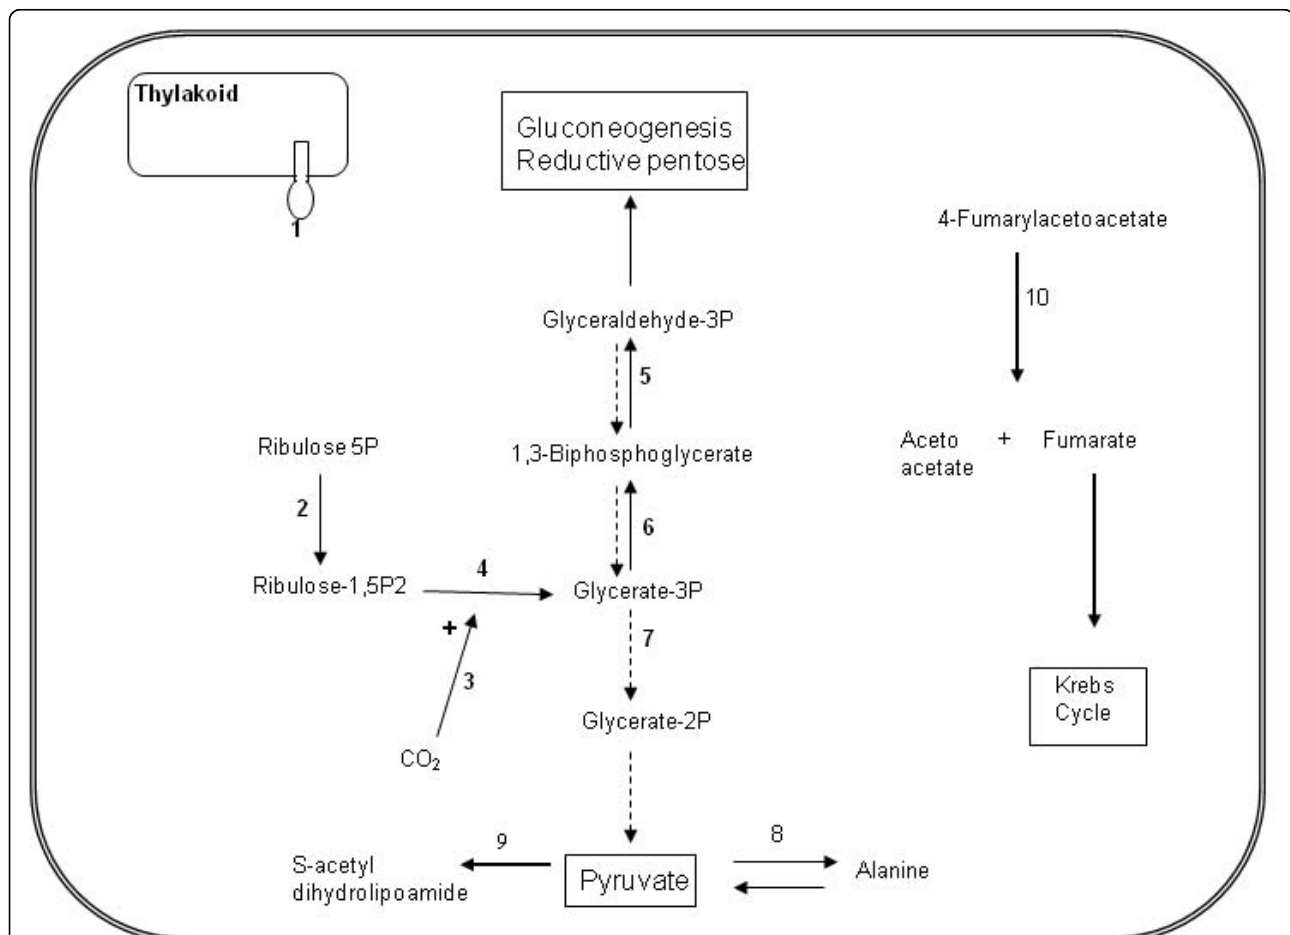 Thylakoid
1
Gluconeogenesis
Reductive pentose
4-Fumarylacetoacetate
10
Glyceraldehyde-3P
5
Ribulose 5P
1,3-Biphosphoglycerate
Aceto
acetate
+
Fumarate
2
6
Ribulose-1,5P2
4
Glycerate-3P
+
3
7
Krebs
Cycle
Glycerate-2P
CO₂
9
8
S-acetyl
dihydrolipoamide
Pyruvate
Alanine